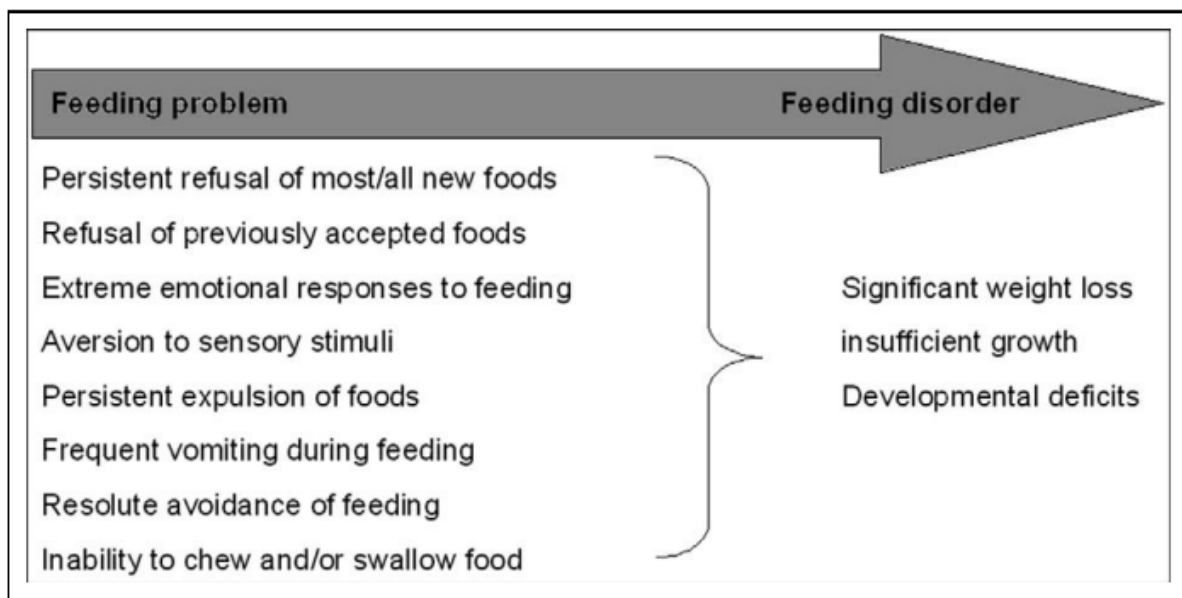 Feeding problem
Feeding disorder
Persistent refusal of most/all new foods
Refusal of previously accepted foods
Extreme emotional responses to feeding
Aversion to sensory stimuli
Persistent expulsion of foods
Frequent vomiting during feeding
Resolute avoidance of feeding
Inability to chew and/or swallow food
Significant weight loss
insufficient growth
Developmental deficits